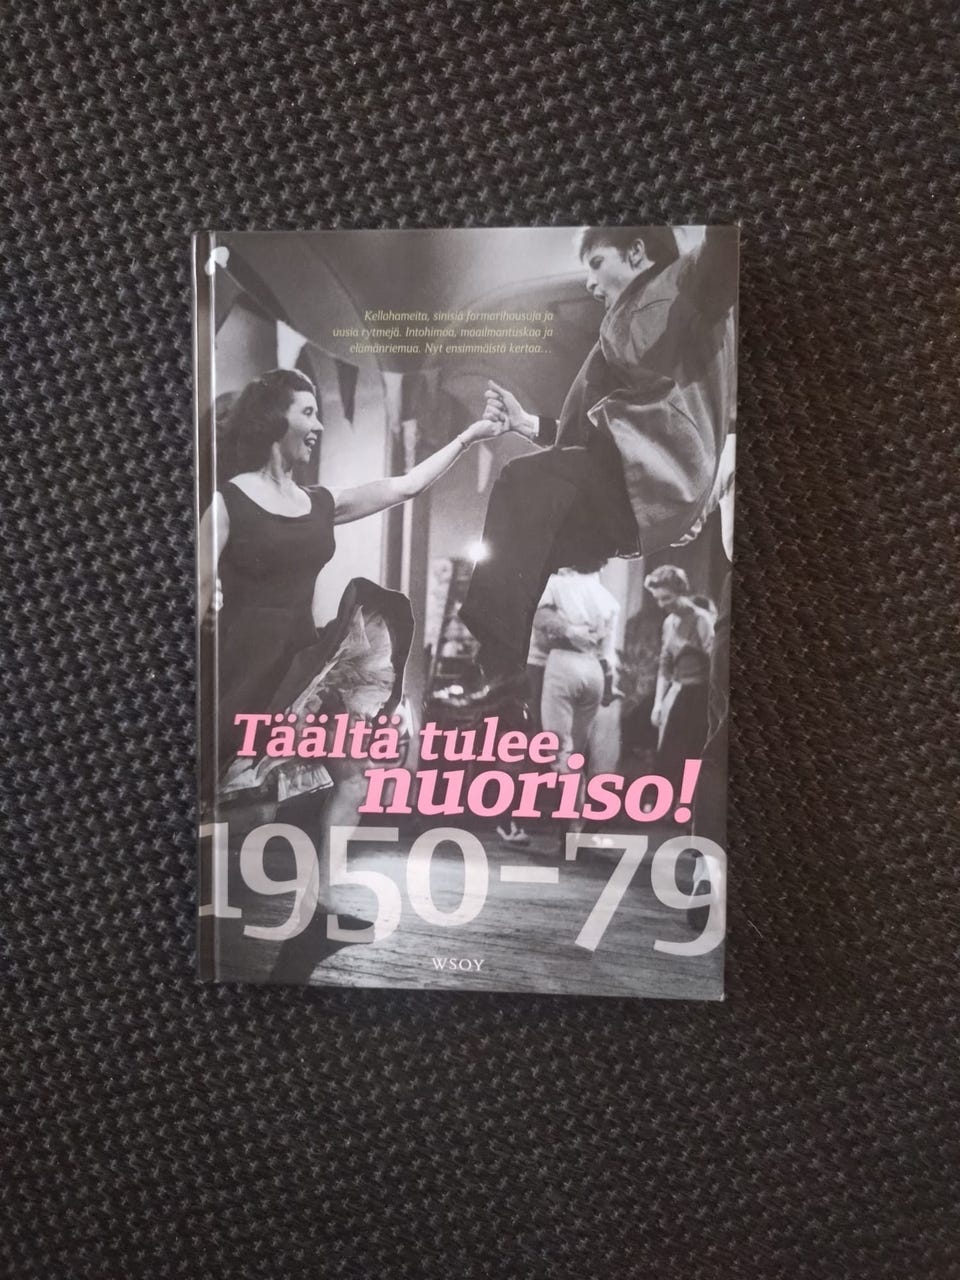 Kellohameita, sinisiä farmarihousuja ja
uusia rytmejä. Intohimoa, maailmantuskaa ja
elämänriemua. Nyt ensimmäistä kertaa...
Täältä tulee
nuoriso!
1950–79
WSOY